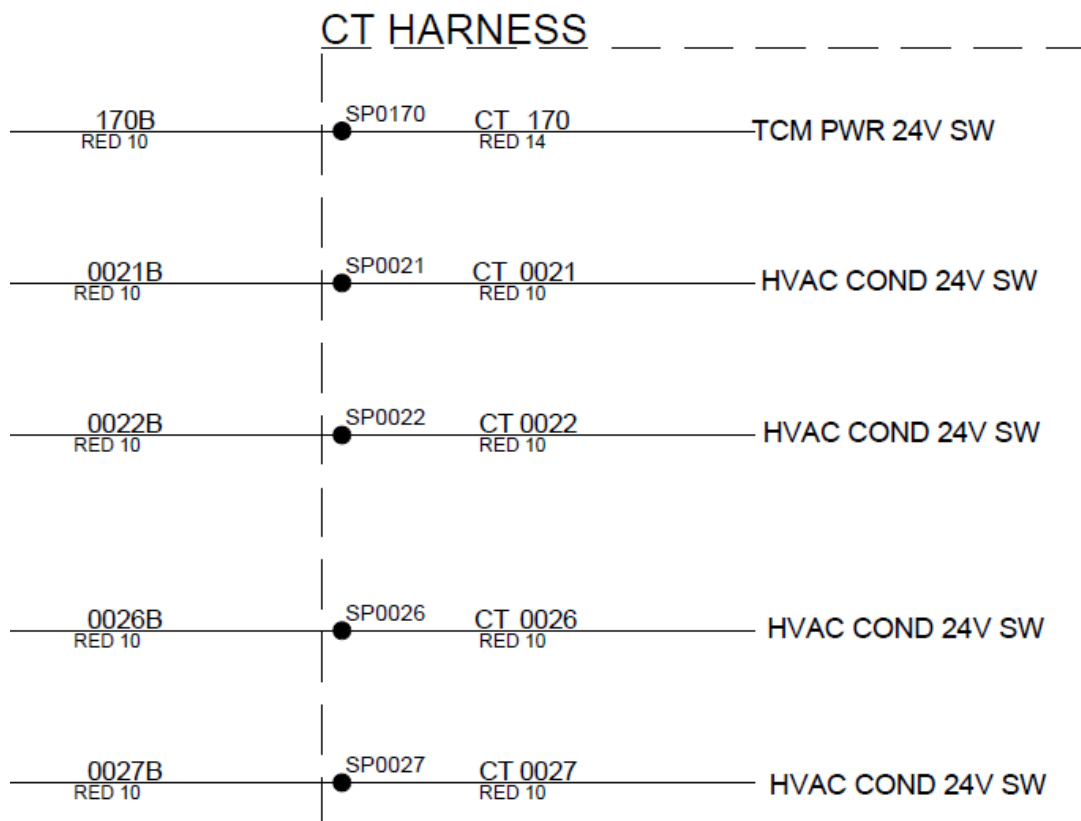 CT HARNESS
170B SP0170 CT 170 TCM PWR 24V SW
RED 10 RED 14
0021B SP0021 CT 0021 HVAC COND 24V SW
RED 10 RED 10
0022B SP0022 CT 0022 HVAC COND 24V SW
RED 10 RED 10
0026B SP0026 CT 0026 HVAC COND 24V SW
RED 10 RED 10
0027B SP0027 CT 0027 HVAC COND 24V SW
RED 10 RED 10